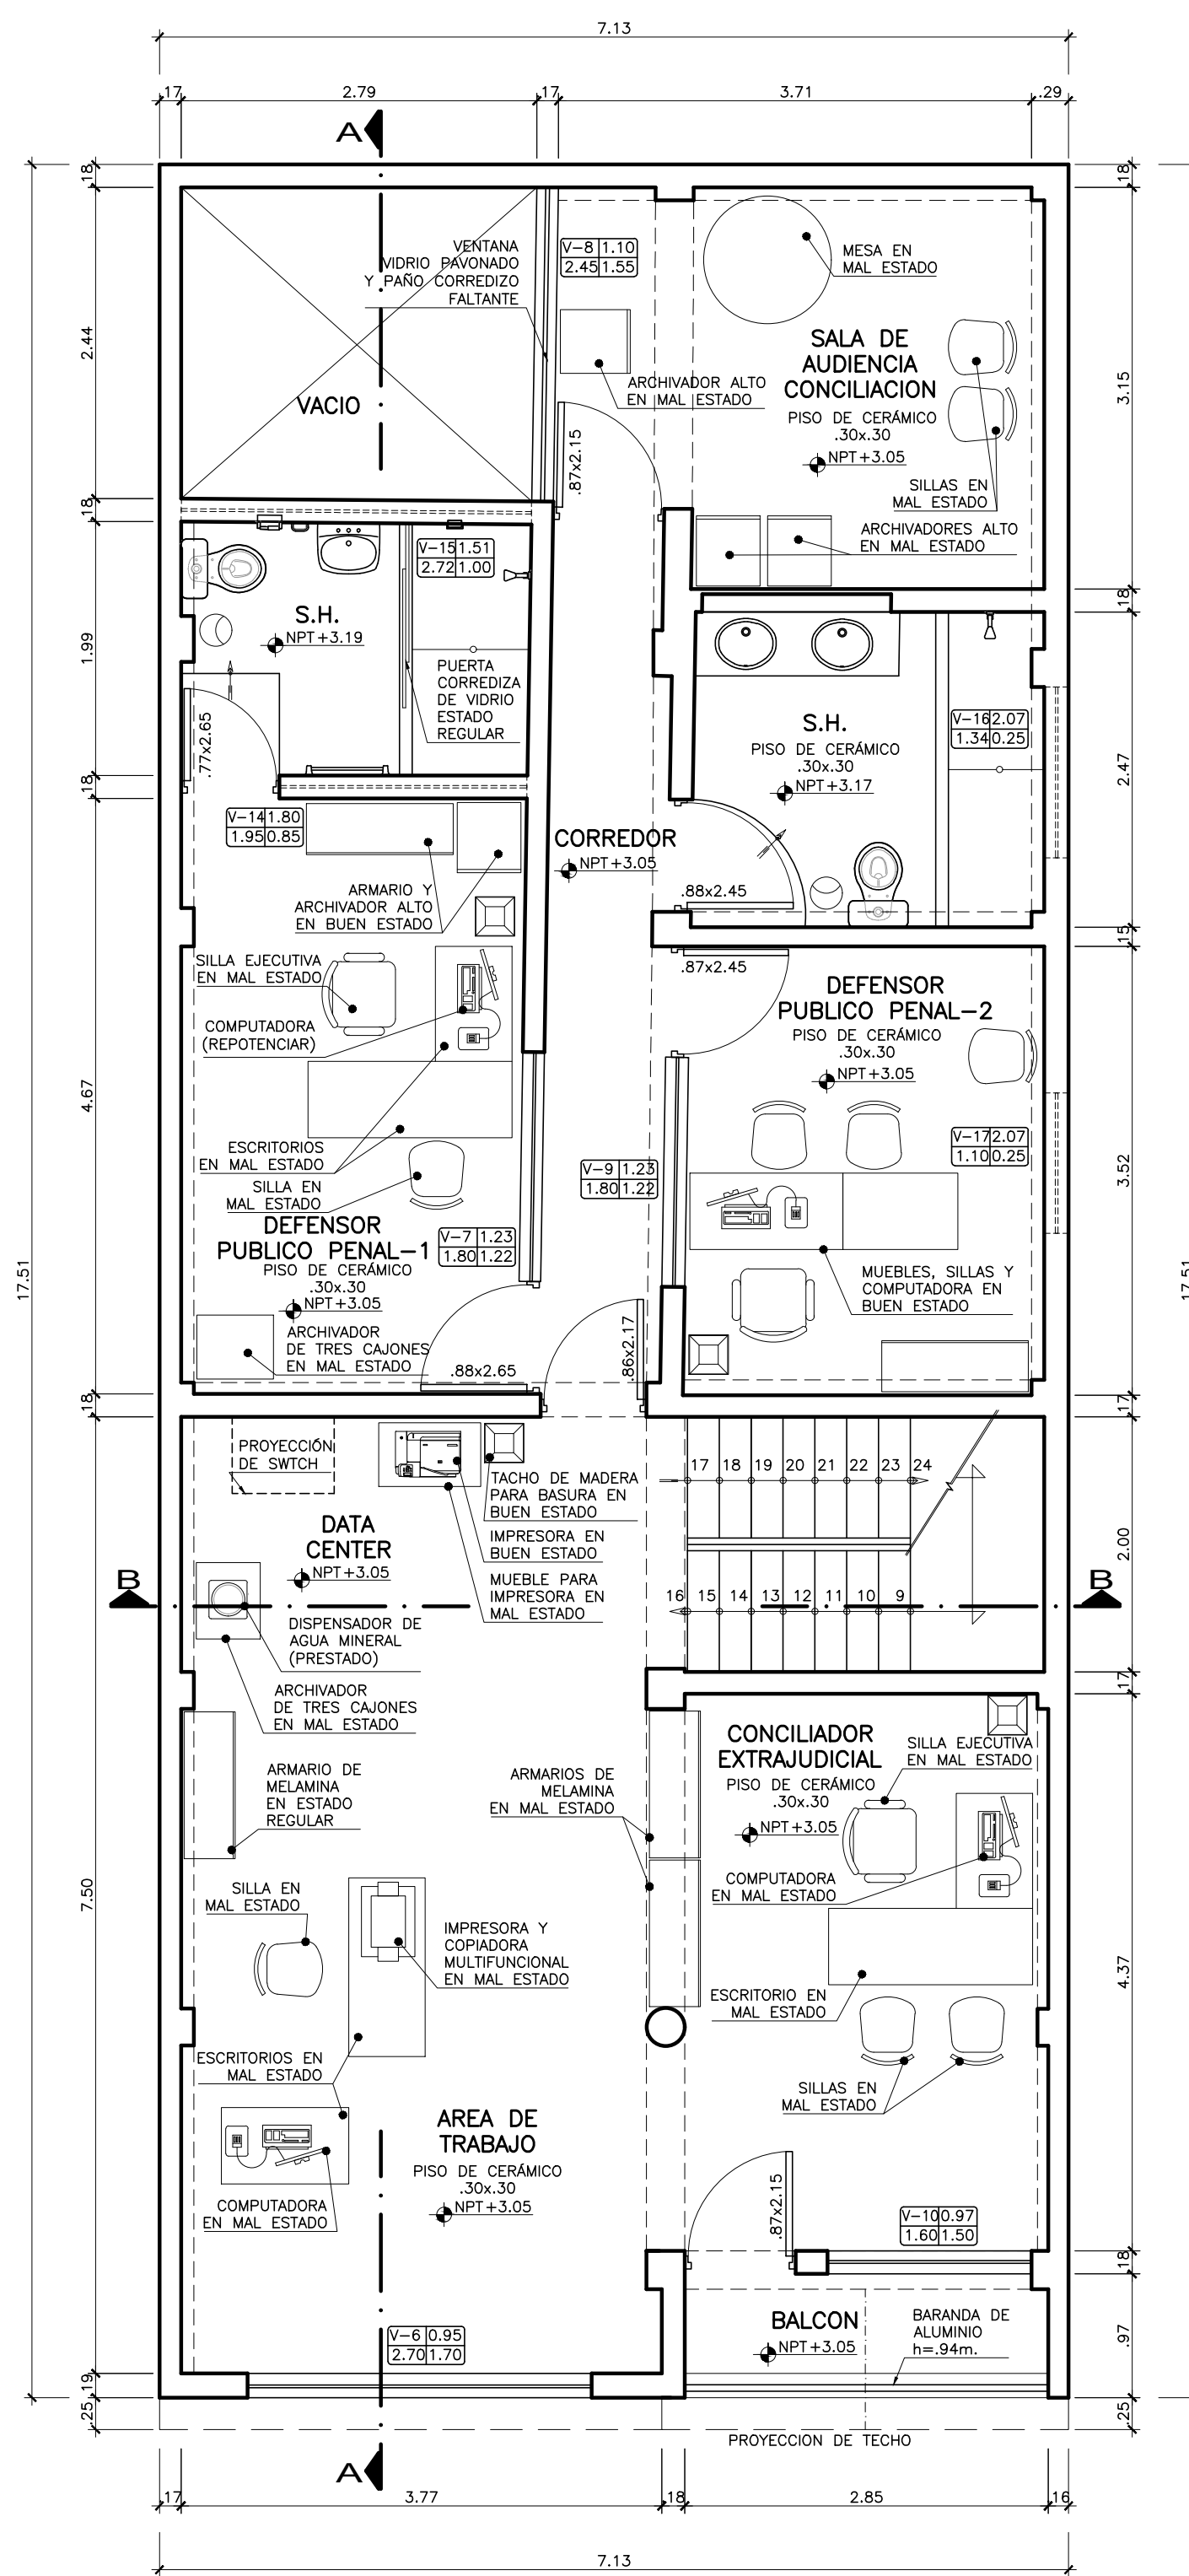 7.13
.17
2.79
.17
3.71
.29
A
.18
2.44
.18
1.99
.18
4.67
.18
7.50
.19
.25
17.51
.18
3.15
.18
2.47
.15
3.52
.17
2.00
.17
4.37
.18
.97
.25
17.51
VENTANA
VIDRIO PAVONADO
Y PAÑO CORREDIZO
FALTANTE
V-8 1.10
2.45 1.55
MESA EN
MAL ESTADO
VACIO
ARCHIVADOR ALTO
EN MAL ESTADO
SALA DE
AUDIENCIA
CONCILIACION
PISO DE CERÁMICO
.30x.30
NPT+3.05
SILLAS EN
MAL ESTADO
.87x2.15
ARCHIVADORES ALTO
EN MAL ESTADO
V-15 1.51
2.72 1.00
S.H.
NPT+3.19
PUERTA
CORREDIZA
DE VIDRIO
ESTADO
REGULAR
.77x2.65
S.H.
PISO DE CERÁMICO
.30x.30
NPT+3.17
V-16 2.07
1.34 0.25
V-14 1.80
1.95 0.85
CORREDOR
NPT+3.05
.88x2.45
ARMARIO Y
ARCHIVADOR ALTO
EN BUEN ESTADO
SILLA EJECUTIVA
EN MAL ESTADO
COMPUTADORA
(REPOTENCIAR)
ESCRITORIOS
EN MAL ESTADO
SILLA EN
MAL ESTADO
.87x2.45
DEFENSOR
PUBLICO PENAL-2
PISO DE CERÁMICO
.30x.30
NPT+3.05
V-17 2.07
1.10 0.25
V-9 1.23
1.80 1.22
DEFENSOR
PUBLICO PENAL-1
PISO DE CERÁMICO
.30x.30
NPT+3.05
V-7 1.23
1.80 1.22
MUEBLES, SILLAS Y
COMPUTADORA EN
BUEN ESTADO
ARCHIVADOR
DE TRES CAJONES
EN MAL ESTADO
.88x2.65
.86x2.17
PROYECCIÓN
DE SWTCH
TACHO DE MADERA
PARA BASURA EN
BUEN ESTADO
17 18 19 20 21 22 23 24
DATA
CENTER
NPT+3.05
IMPRESORA EN
BUEN ESTADO
MUEBLE PARA
IMPRESORA EN
MAL ESTADO
B
B
16 15 14 13 12 11 10 9
DISPENSADOR DE
AGUA MINERAL
(PRESTADO)
ARCHIVADOR
DE TRES CAJONES
EN MAL ESTADO
ARMARIO DE
MELAMINA
EN ESTADO
REGULAR
ARMARIOS DE
MELAMINA
EN MAL ESTADO
CONCILIADOR
EXTRAJUDICIAL
PISO DE CERÁMICO
.30x.30
NPT+3.05
SILLA EJECUTIVA
EN MAL ESTADO
COMPUTADORA
EN MAL ESTADO
SILLA EN
MAL ESTADO
IMPRESORA Y
COPIADORA
MULTIFUNCIONAL
EN MAL ESTADO
ESCRITORIO EN
MAL ESTADO
ESCRITORIOS EN
MAL ESTADO
SILLAS EN
MAL ESTADO
AREA DE
TRABAJO
PISO DE CERÁMICO
.30x.30
NPT+3.05
COMPUTADORA
EN MAL ESTADO
.87x2.15
V-10 0.97
1.60 1.50
V-6 0.95
2.70 1.70
BALCON
NPT+3.05
BARANDA DE
ALUMINIO
h=.94m.
PROYECCION DE TECHO
A
.17
3.77
.18
2.85
.16
7.13